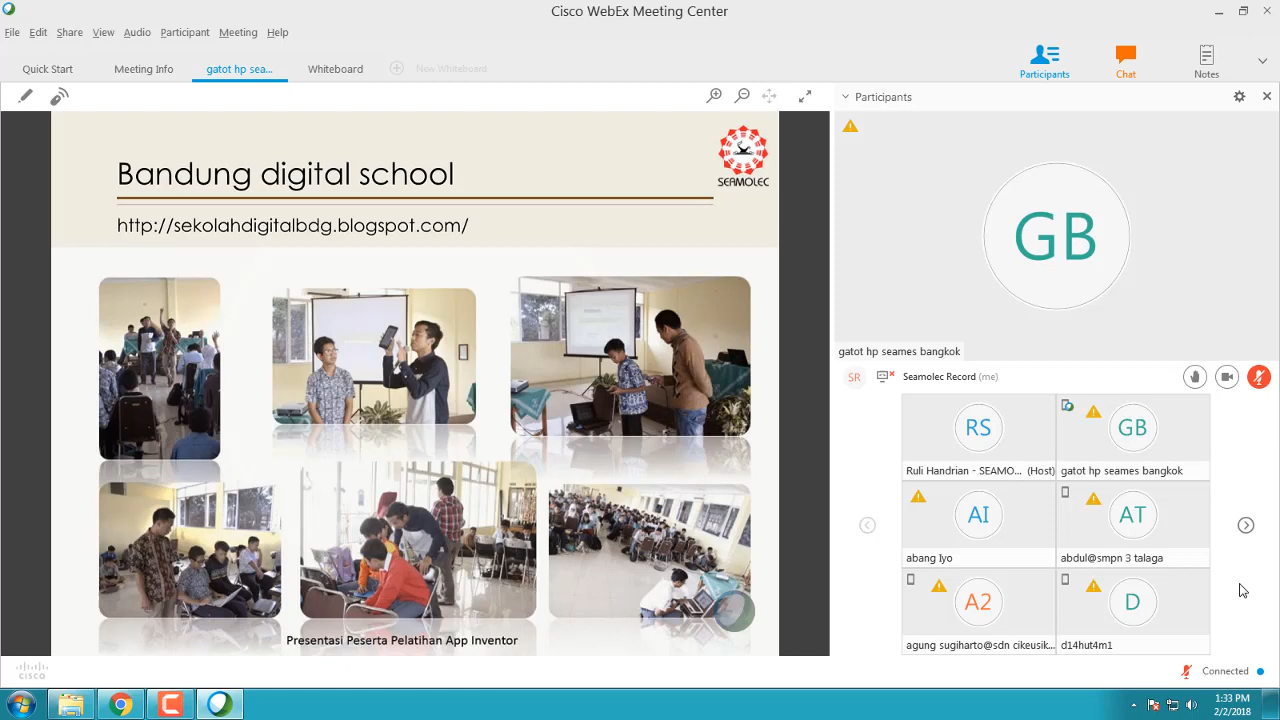 Cisco WebEx Meeting Center
File Edit Share View Audio Participant Meeting Help
Quick Start Meeting Info gatot hp sea... Whiteboard New Whiteboard
Participants Chat Notes
Participants
Bandung digital school
SEAMOLEC
http://sekolahdigitalbdg.blogspot.com/
Presentasi Peserta Pelatihan App Inventor
GB
gatot hp seames bangkok
SR Seamolec Record (me)
RS
Ruli Handrian - SEAMO... (Host)
GB
gatot hp seames bangkok
AI
abang Iyo
AT
abdul@smpn 3 talaga
A2
agung sugiharto@sdn cikeusik...
D
d14hut4m1
cisco
Connected
1:33 PM
2/2/2018